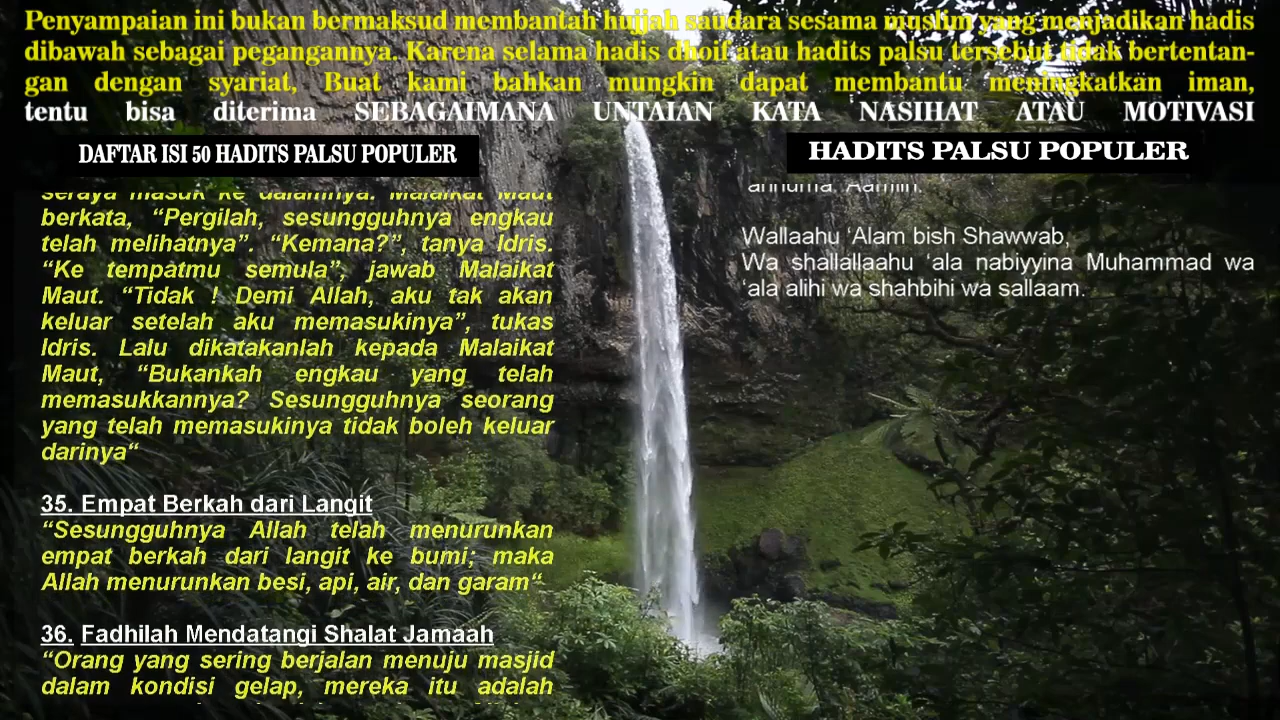 Penyampaian ini bukan bermaksud membantah hujjah saudara sesama muslim yang menjadikan hadis
dibawah sebagai pegangannya. Karena selama hadis dhoif atau hadits palsu tersebut tidak bertentan-
gan dengan syariat, Buat kami bahkan mungkin dapat membantu meningkatkan iman,
tentu bisa diterima SEBAGAIMANA UNTAIAN KATA NASIHAT ATAU MOTIVASI
DAFTAR ISI 50 HADITS PALSU POPULER
seraya masuk ke dalamnya. Malaikat Maut
berkata, “Pergilah, sesungguhnya engkau
telah melihatnya”. “Kemana?”, tanya Idris.
“Ke tempatmu semula”, jawab Malaikat
Maut. “Tidak ! Demi Allah, aku tak akan
keluar setelah aku memasukinya”, tukas
Idris. Lalu dikatakanlah kepada Malaikat
Maut, “Bukankah engkau yang telah
memasukkannya? Sesungguhnya seorang
yang telah memasukinya tidak boleh keluar
darinya“
35. Empat Berkah dari Langit
“Sesungguhnya Allah telah menurunkan
empat berkah dari langit ke bumi; maka
Allah menurunkan besi, api, air, dan garam“
36. Fadhilah Mendatangi Shalat Jamaah
“Orang yang sering berjalan menuju masjid
dalam kondisi gelap, mereka itu adalah
HADITS PALSU POPULER
anhuma. Aamiin.
Wallaahu ‘Alam bish Shawwab,
Wa shallallaahu ‘ala nabiyyina Muhammad wa
‘ala alihi wa shahbihi wa sallaam.